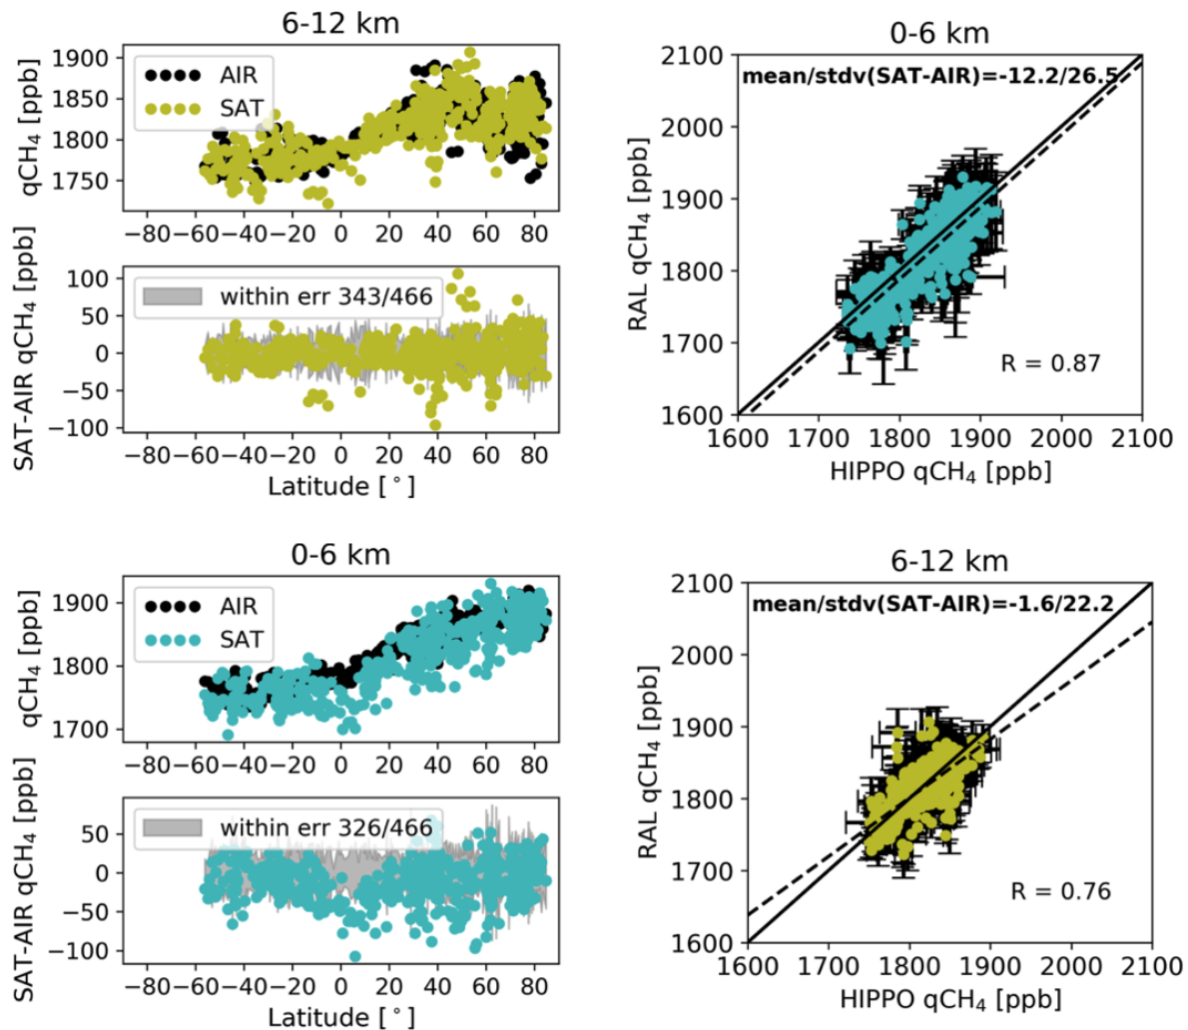 6-12 km
qCH₄ [ppb]
1900
1850
1800
1750
AIR
SAT
−80 −60 −40 −20 0 20 40 60 80
SAT-AIR qCH₄ [ppb]
100
50
0
−50
−100
within err 343/466
−80 −60 −40 −20 0 20 40 60 80
Latitude [°]
0-6 km
RAL qCH₄ [ppb]
2100
2000
1900
1800
1700
1600
mean/stdv(SAT-AIR)=-12.2/26.5
R = 0.87
1600 1700 1800 1900 2000 2100
HIPPO qCH₄ [ppb]
0-6 km
qCH₄ [ppb]
1900
1800
1700
AIR
SAT
−80 −60 −40 −20 0 20 40 60 80
SAT-AIR qCH₄ [ppb]
50
0
−50
−100
within err 326/466
−80 −60 −40 −20 0 20 40 60 80
Latitude [°]
6-12 km
RAL qCH₄ [ppb]
2100
2000
1900
1800
1700
1600
mean/stdv(SAT-AIR)=-1.6/22.2
R = 0.76
1600 1700 1800 1900 2000 2100
HIPPO qCH₄ [ppb]